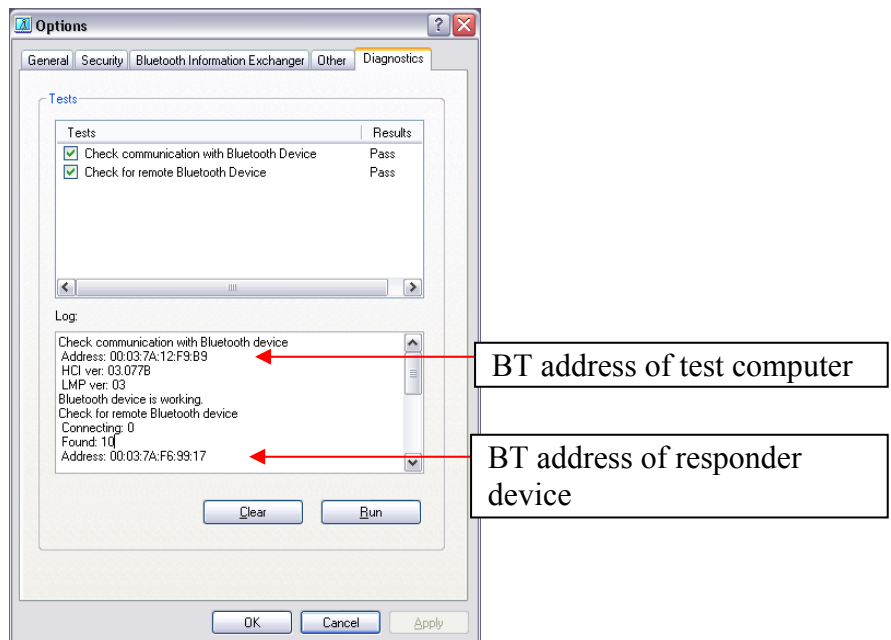 Options
General Security Bluetooth Information Exchanger Other Diagnostics
Tests
Tests Results
Check communication with Bluetooth Device Pass
Check for remote Bluetooth Device Pass
Log:
Check communication with Bluetooth device
Address: 00:03:7A:12:F9:B9
HCI ver: 03.077B
LMP ver: 03
Bluetooth device is working.
Check for remote Bluetooth device
Connecting: 0
Found: 10
Address: 00:03:7A:F6:99:17
BT address of test computer
BT address of responder
device
Clear Run
OK Cancel Apply